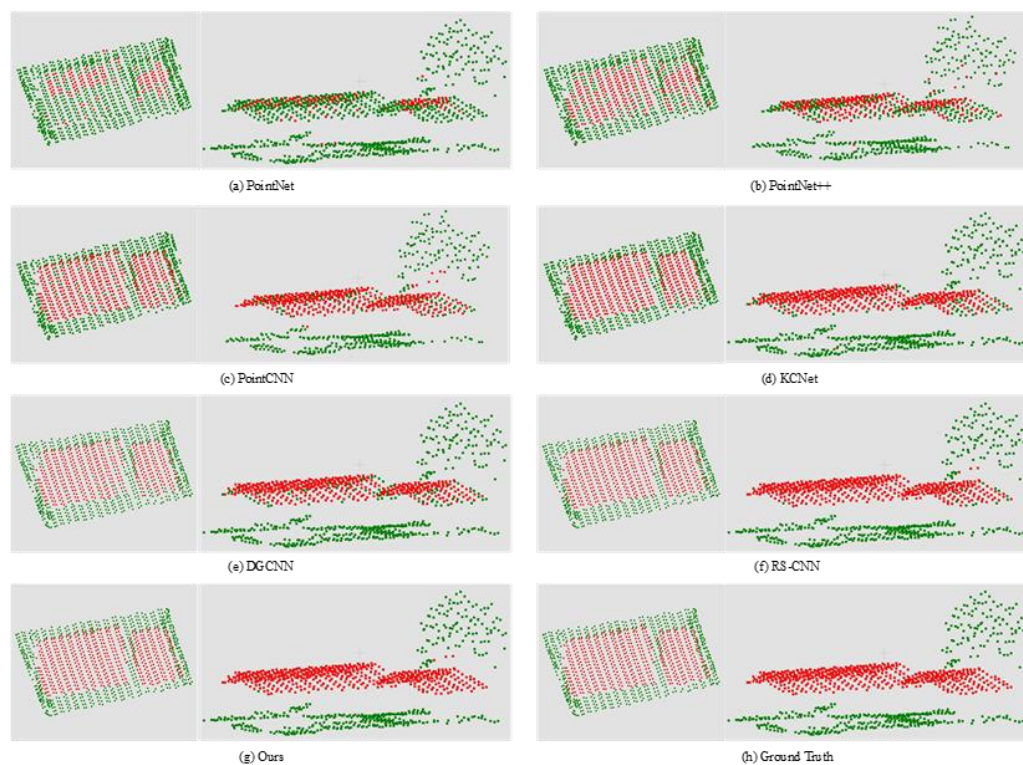 (a) PointNet
(b) PointNet++
(c) PointCNN
(d) KCNet
(e) DGCNN
(f) RS-CNN
(g) Ours
(h) Ground Truth